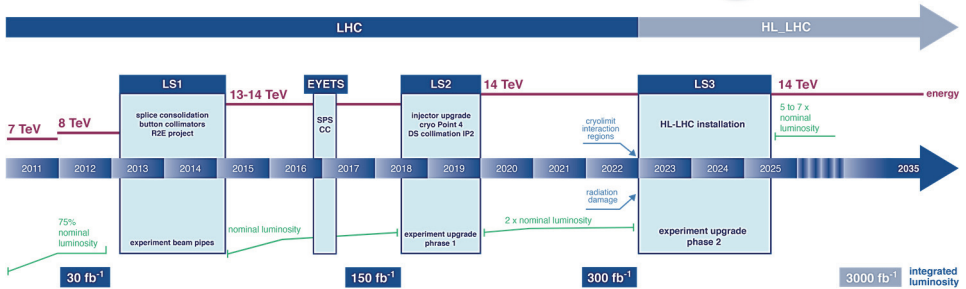 LHC
HL_LHC
LS1
EYETS
LS2
LS3
7 TeV
8 TeV
13-14 TeV
14 TeV
14 TeV
energy
splice consolidation
button collimators
R2E project
SPS
CC
injector upgrade
cryo Point 4
DS collimation IP2
cryolimit
interaction
regions
HL-LHC installation
5 to 7 x
nominal
luminosity
2011
2012
2013
2014
2015
2016
2017
2018
2019
2020
2021
2022
2023
2024
2025
2035
75%
nominal
luminosity
experiment beam pipes
nominal luminosity
experiment upgrade
phrase 1
2 x nominal luminosity
radiation
damage
experiment upgrade
phase 2
30 fb-1
150 fb-1
300 fb-1
3000 fb-1
integrated
luminosity